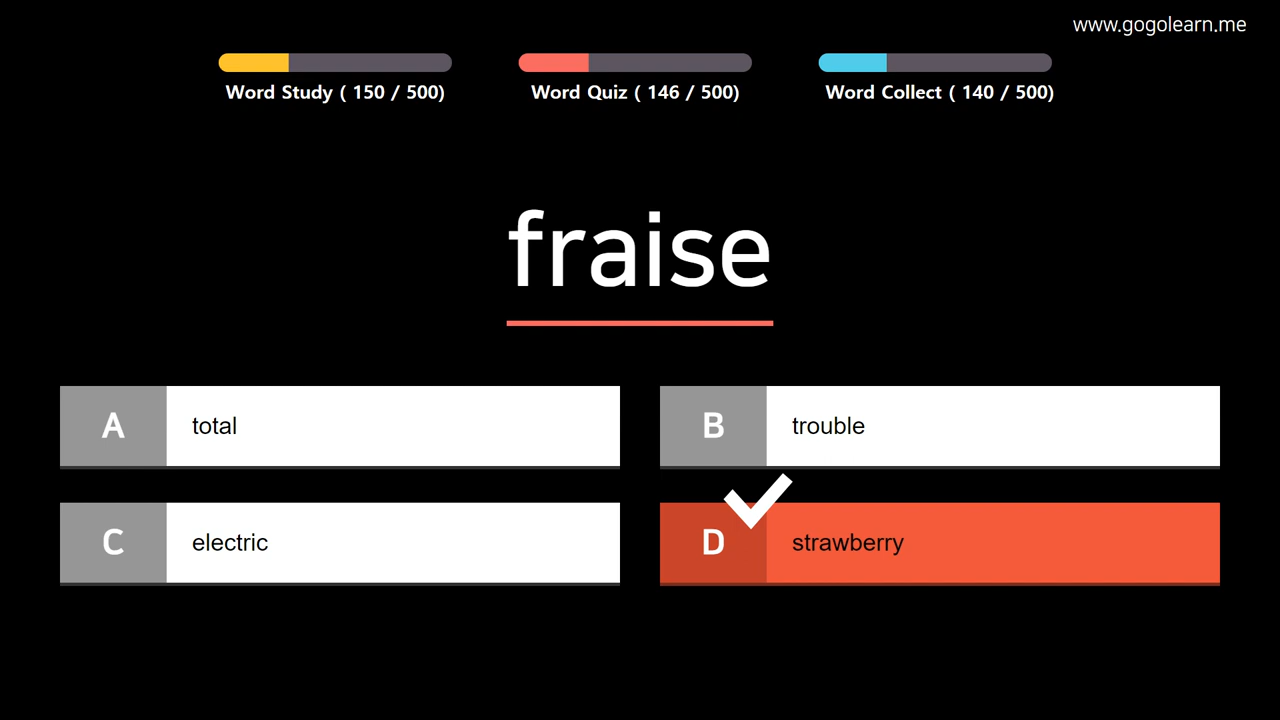 www.gogolearn.me
Word Study ( 150 / 500)
Word Quiz ( 146 / 500)
Word Collect ( 140 / 500)
fraise
A total
B trouble
C electric
D strawberry